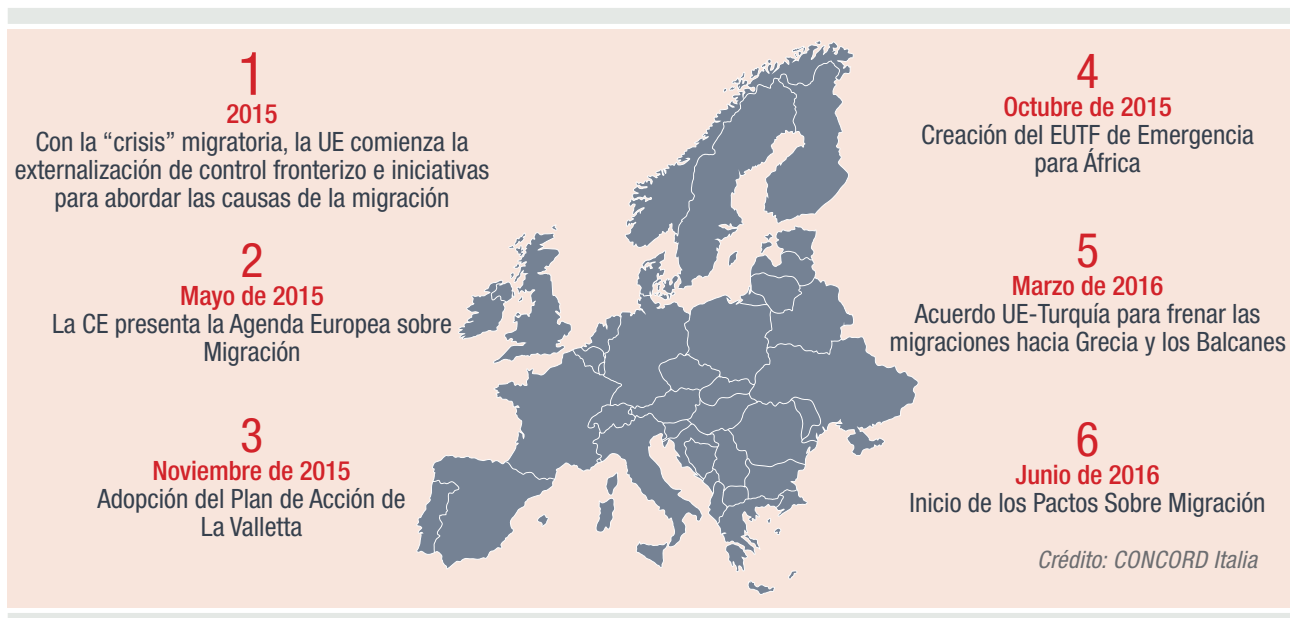 1
2015
Con la “crisis” migratoria, la UE comienza la
externalización de control fronterizo e iniciativas
para abordar las causas de la migración
2
Mayo de 2015
La CE presenta la Agenda Europea sobre
Migración
3
Noviembre de 2015
Adopción del Plan de Acción de
La Valletta
4
Octubre de 2015
Creación del EUTF de Emergencia
para África
5
Marzo de 2016
Acuerdo UE-Turquía para frenar las
migraciones hacia Grecia y los Balcanes
6
Junio de 2016
Inicio de los Pactos Sobre Migración
Crédito: CONCORD Italia